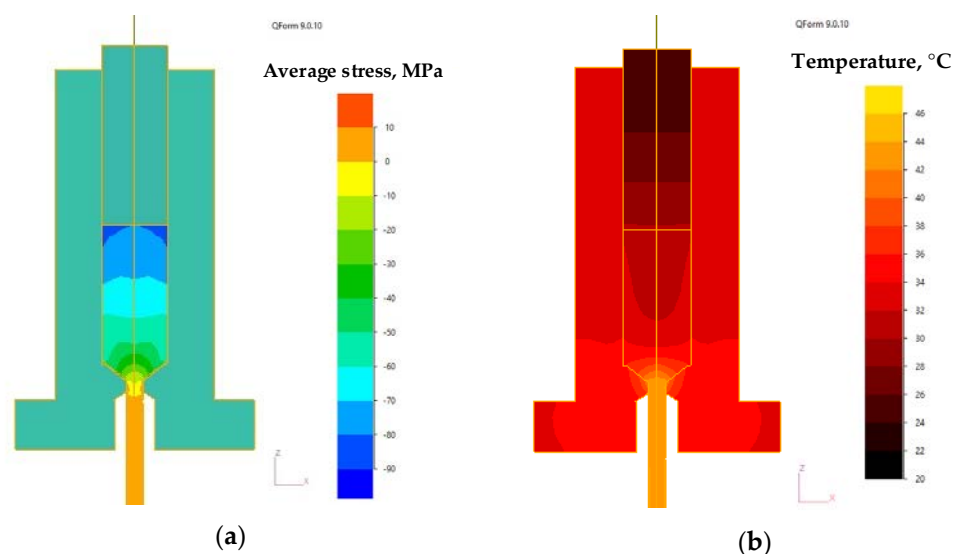 QForm 9.0.10
Average stress, MPa
10
0
-10
-20
-30
-40
-50
-60
-70
-80
-90
Z
X
(a)
QForm 9.0.10
Temperature, °C
46
44
42
40
38
36
34
32
30
28
26
24
22
20
Z
X
(b)